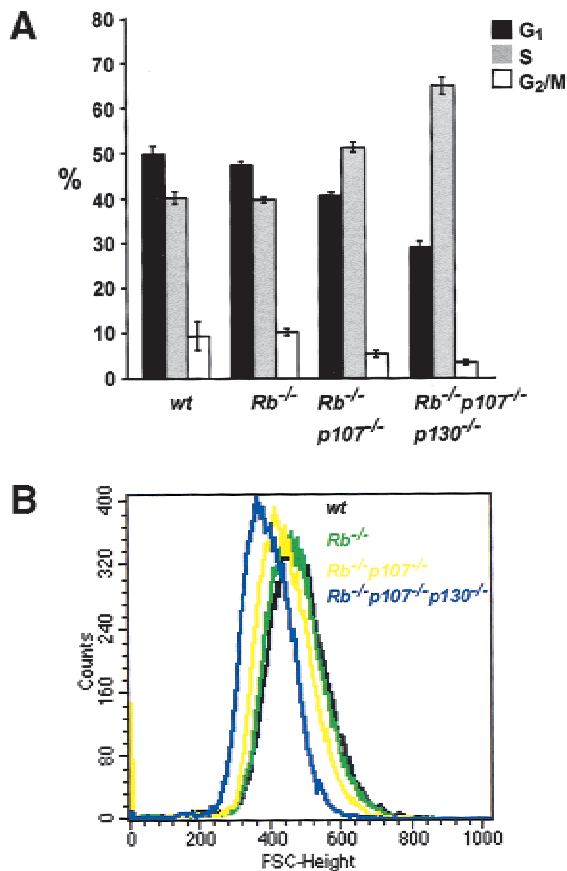 A
80
70
60
50
40
30
20
10
0
%
G1
S
G2/M
wt
Rb-/-
Rb-/- p107-/-
Rb-/-p107-/- p130-/-
B
400
320
240
160
80
0
Counts
wt
Rb-/-
Rb-/-p107-/-
Rb-/-p107-/-p130-/-
0 200 400 600 800 1000
FSC-Height